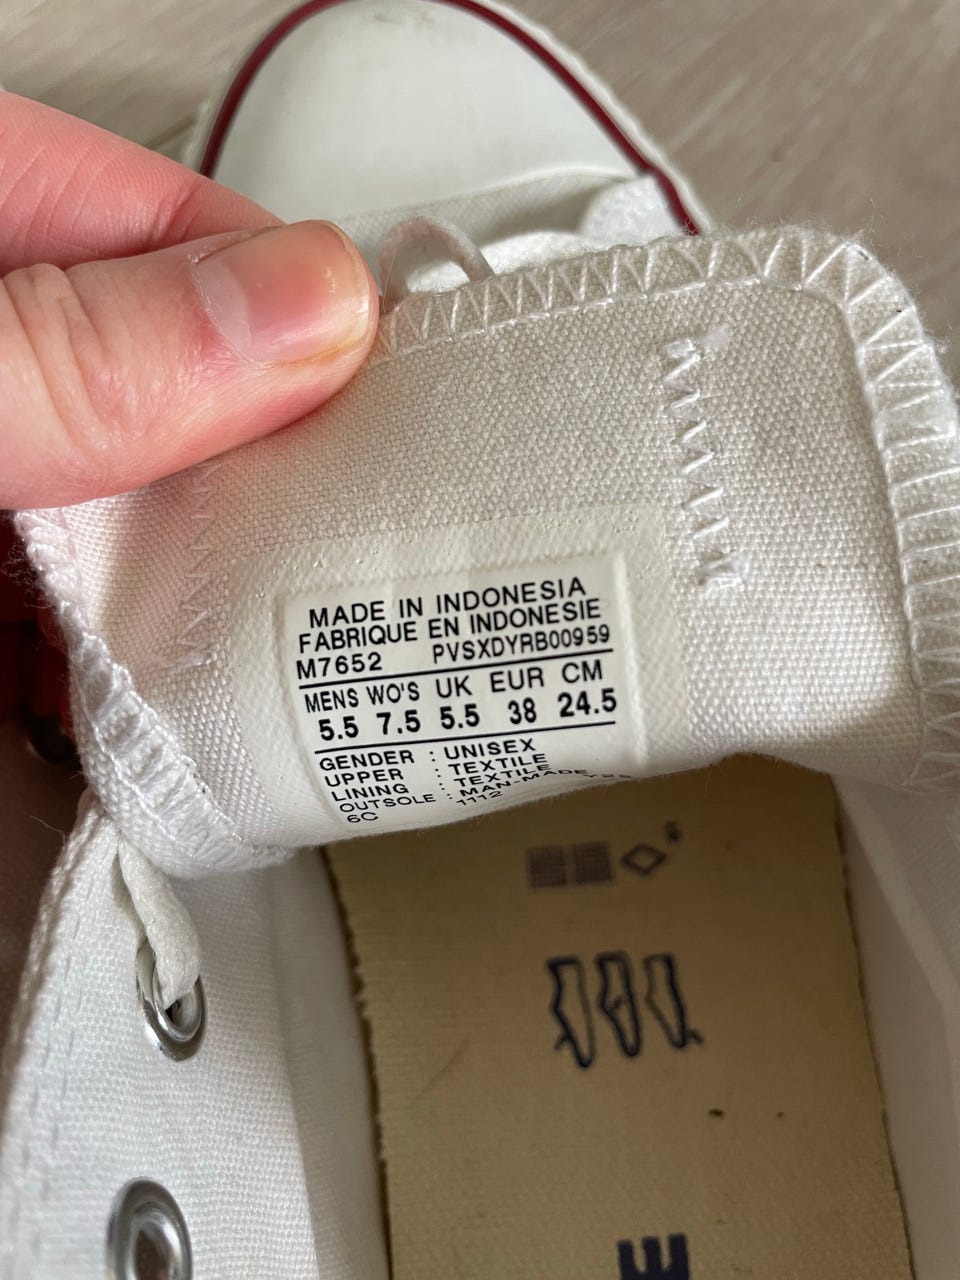 MADE IN INDONESIA
FABRIQUE EN INDONESIE
M7652 PVSXDYRB00959
MENS WO'S UK EUR CM
5.5 7.5 5.5 38 24.5
GENDER : UNISEX
UPPER : TEXTILE
LINING : TEXTILE
OUTSOLE : MAN-MADE
6C 1112